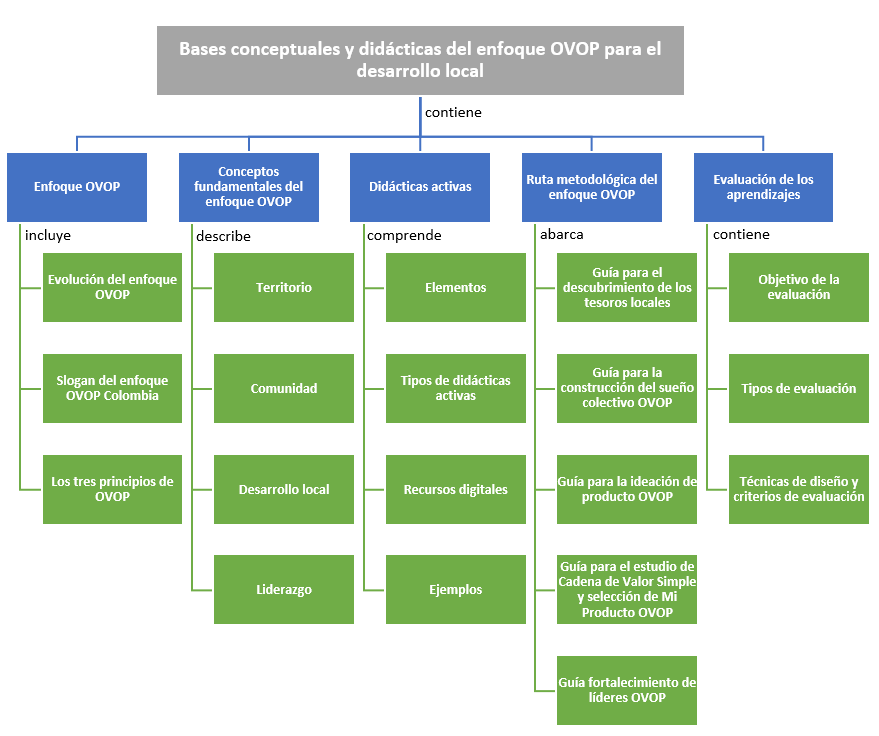 Bases conceptuales y didácticas del enfoque OVOP para el
desarrollo local
contiene
Enfoque OVOP
incluye
Evolución del enfoque
OVOP
Slogan del enfoque
OVOP Colombia
Los tres principios de
OVOP
Conceptos
fundamentales del
enfoque OVOP
describe
Territorio
Comunidad
Desarrollo local
Liderazgo
Didácticas activas
comprende
Elementos
Tipos de didácticas
activas
Recursos digitales
Ejemplos
Ruta metodológica del
enfoque OVOP
abarca
Guía para el
descubrimiento de los
tesoros locales
Guía para la
construcción del sueño
colectivo OVOP
Guía para la ideación de
producto OVOP
Guía para el estudio de
Cadena de Valor Simple
y selección de Mi
Producto OVOP
Guía fortalecimiento de
líderes OVOP
Evaluación de los
aprendizajes
contiene
Objetivo de la
evaluación
Tipos de evaluación
Técnicas de diseño y
criterios de evaluación